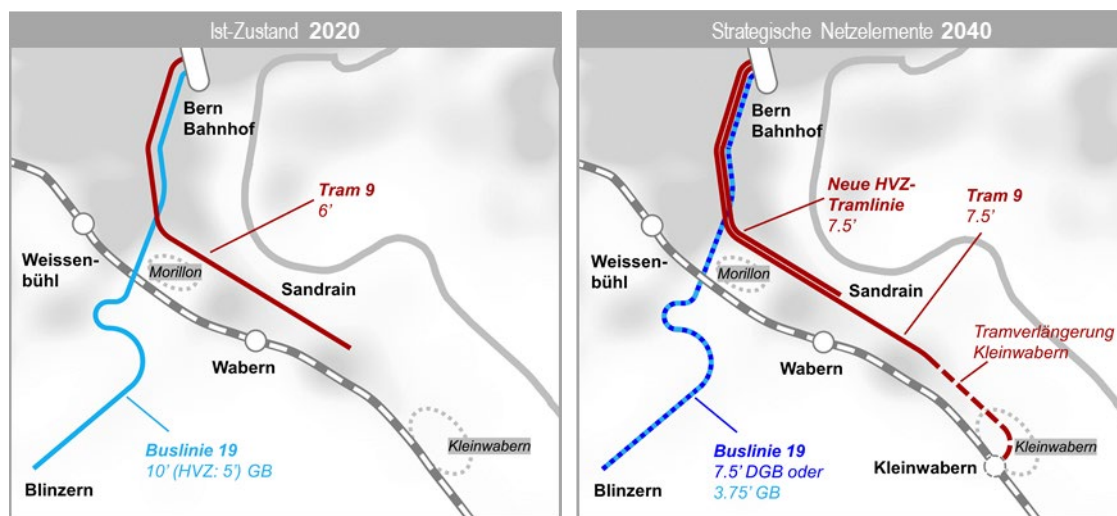 Ist-Zustand 2020
Bern
Bahnhof
Tram 9
6’
Weissen-
bühl
Morillon
Sandrain
Wabern
Buslinie 19
10’ (HVZ: 5’) GB
Kleinwabern
Blinzern
Strategische Netzelemente 2040
Bern
Bahnhof
Neue HVZ-
Tramlinie
7.5’
Tram 9
7.5’
Weissen-
bühl
Morillon
Sandrain
Tramverlängerung
Kleinwabern
Wabern
Buslinie 19
7.5’ DGB oder
3.75’ GB
Kleinwabern
Kleinwabern
Blinzern